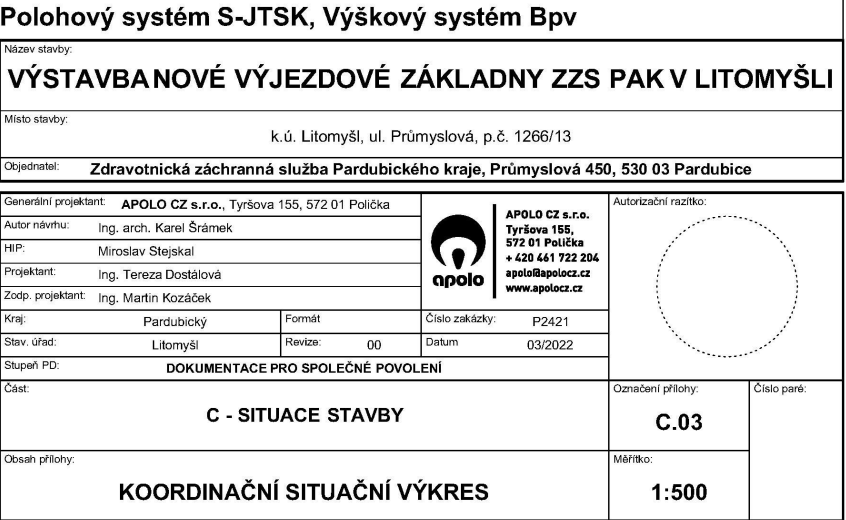 Polohový systém S-JTSK, Výškový systém Bpv
Název stavby:
VÝSTAVBA NOVÉ VÝJEZDOVÉ ZÁKLADNY ZZS PAK V LITOMYŠLI
Místo stavby:
k.ú. Litomyšl, ul. Průmyslová, p.č. 1266/13
Objednatel: Zdravotnická záchranná služba Pardubického kraje, Průmyslová 450, 530 03 Pardubice
Generální projektant: APOLO CZ s.r.o., Tyršova 155, 572 01 Polička
Autor návrhu: Ing. arch. Karel Šrámek
HIP: Miroslav Stejskal
Projektant: Ing. Tereza Dostálová
Zodp. projektant: Ing. Martin Kozáček
apolo
APOLO CZ s.r.o.
Tyršova 155,
572 01 Polička
+ 420 461 722 204
apolo@apolocz.cz
www.apolocz.cz
Autorizační razítko:
Kraj: Pardubický Formát Číslo zakázky: P2421
Stav. úřad: Litomyšl Revize: 00 Datum 03/2022
Stupeň PD: DOKUMENTACE PRO SPOLEČNÉ POVOLENÍ
Část:
C - SITUACE STAVBY
Označení přílohy:
C.03
Číslo paré:
Obsah přílohy:
KOORDINAČNÍ SITUAČNÍ VÝKRES
Měřítko:
1:500